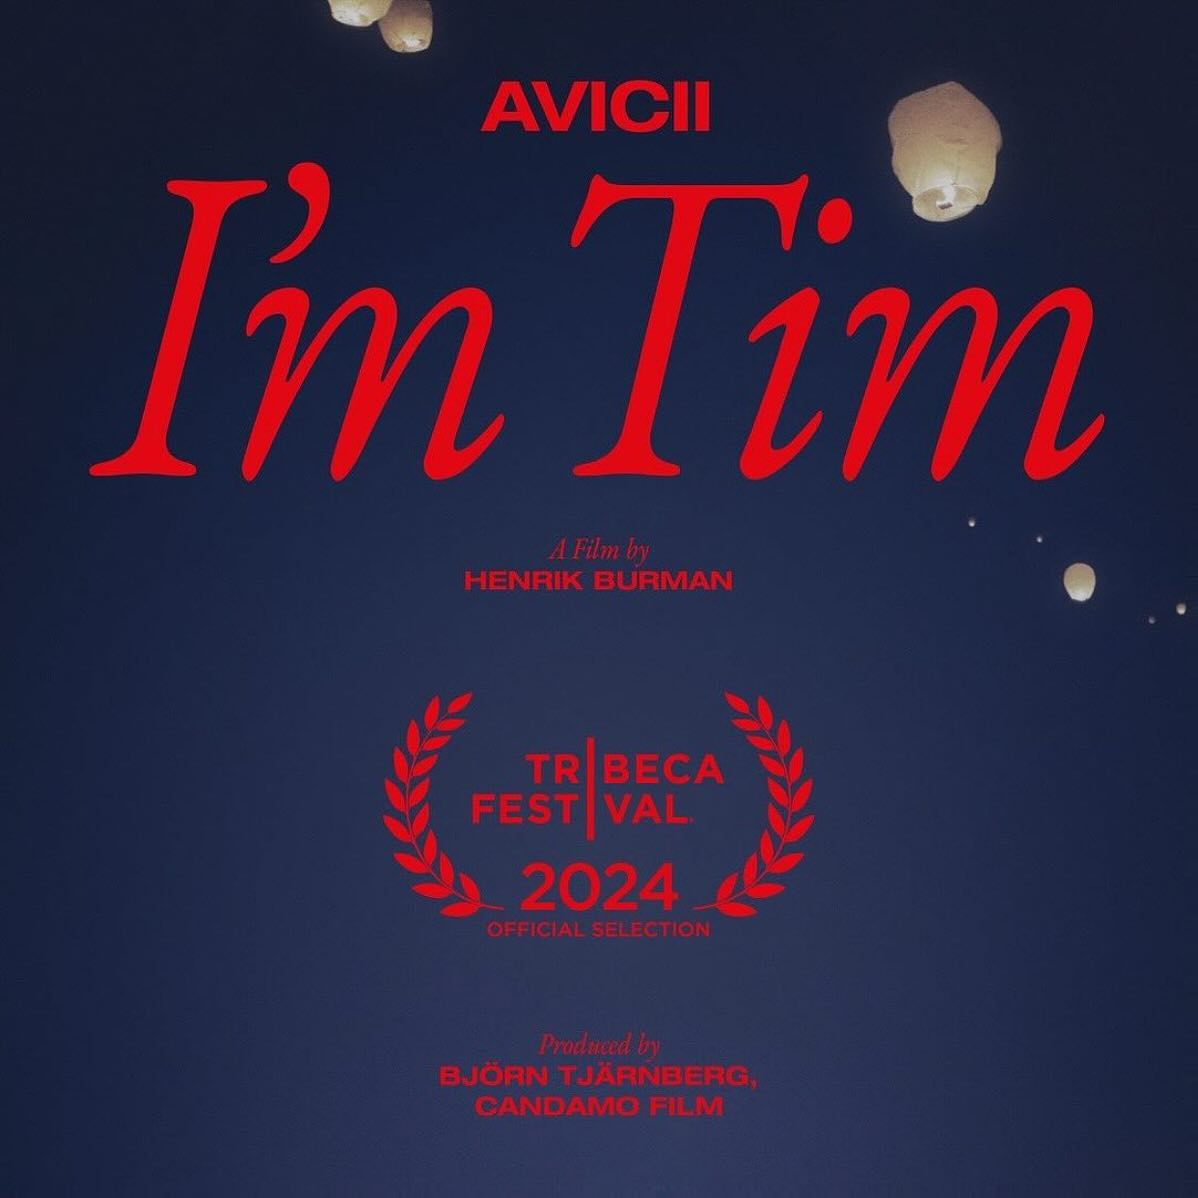 AVICII
I'm Tim
A Film by
HENRIK BURMAN
TRIBECA
FESTIVAL.
2024
OFFICIAL SELECTION
Produced by
BJÖRN TJÄRNBERG,
CANDAMO FILM